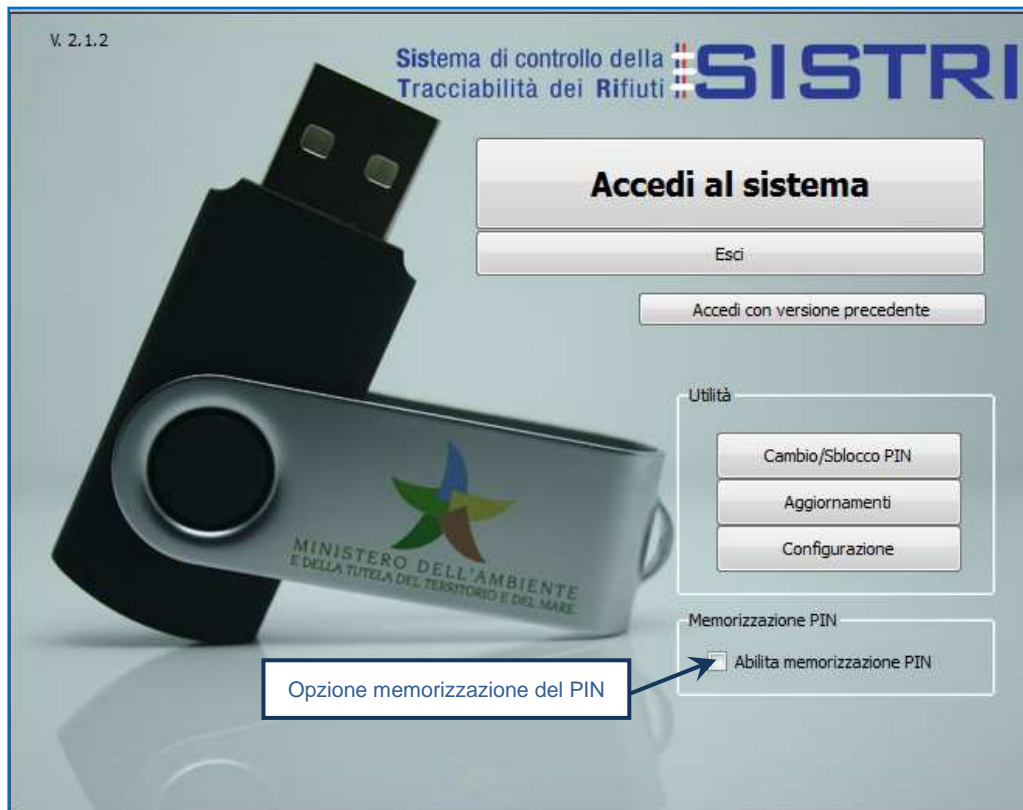 V. 2.1.2
Sistema di controllo della
Tracciabilità dei Rifiuti
SISTRI
Accedi al sistema
Esci
Accedi con versione precedente
Utilità
Cambio/Sblocco PIN
Aggiornamenti
Configurazione
MINISTERO DELL'AMBIENTE
E DELLA TUTELA DEL TERRITORIO E DEL MARE
Memorizzazione PIN
Abilita memorizzazione PIN
Opzione memorizzazione del PIN